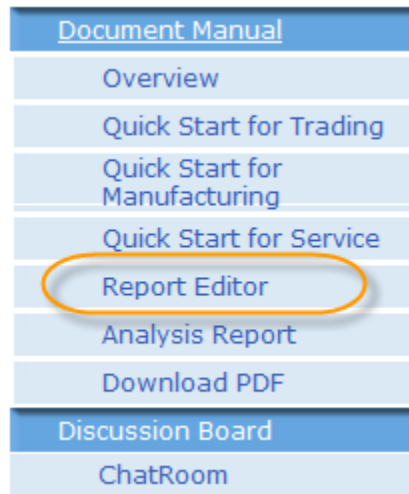 Document Manual
Overview
Quick Start for Trading
Quick Start for
Manufacturing
Quick Start for Service
Report Editor
Analysis Report
Download PDF
Discussion Board
ChatRoom